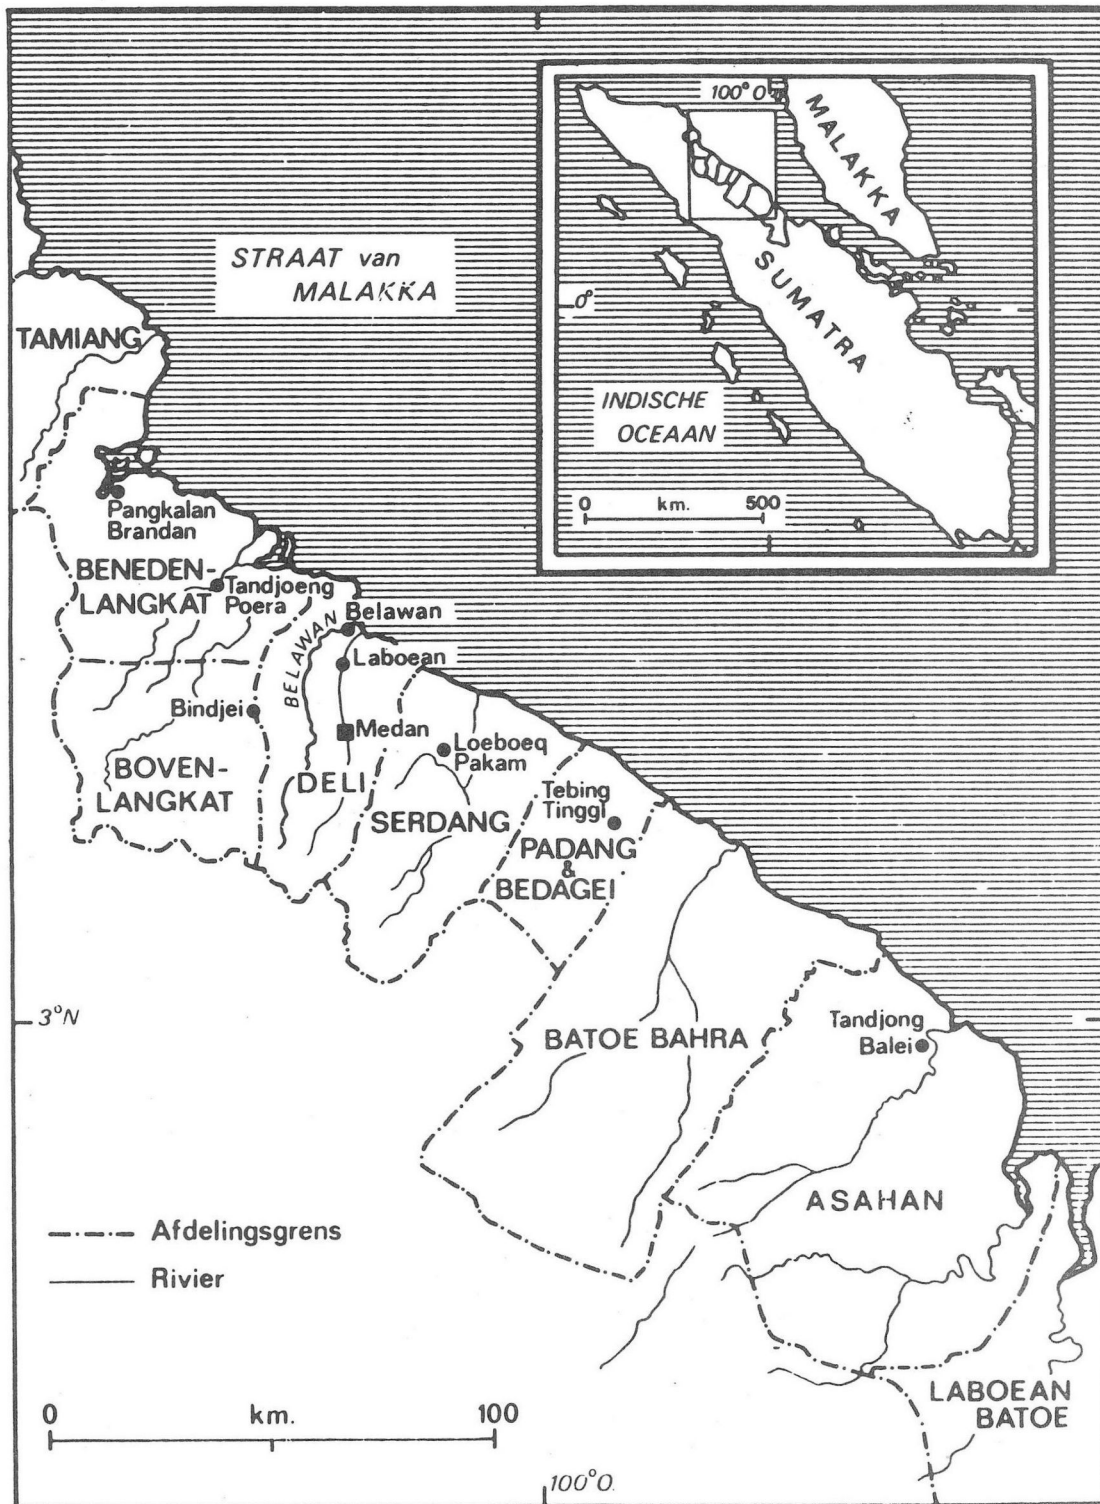 100°O.
MALAKKA
STRAAT van
MALAKKA
SUMATRA
0°
INDISCHE
OCEAAN
0 km. 500
TAMIANG
Pangkalan
Brandan
BENEDEN-
LANGKAT
Tandjoeng
Poera
Belawan
BELAWAN
Laboean
Bindjei
Medan
Loeboeq
Pakam
BOVEN-
LANGKAT
DELI
SERDANG
Tebing
Tinggi
PADANG
&
BEDAGEI
3°N
BATOE BAHRA
Tandjong
Balei
ASAHAN
Afdelingsgrens
Rivier
LABOEAN
BATOE
0 km. 100
100°O.